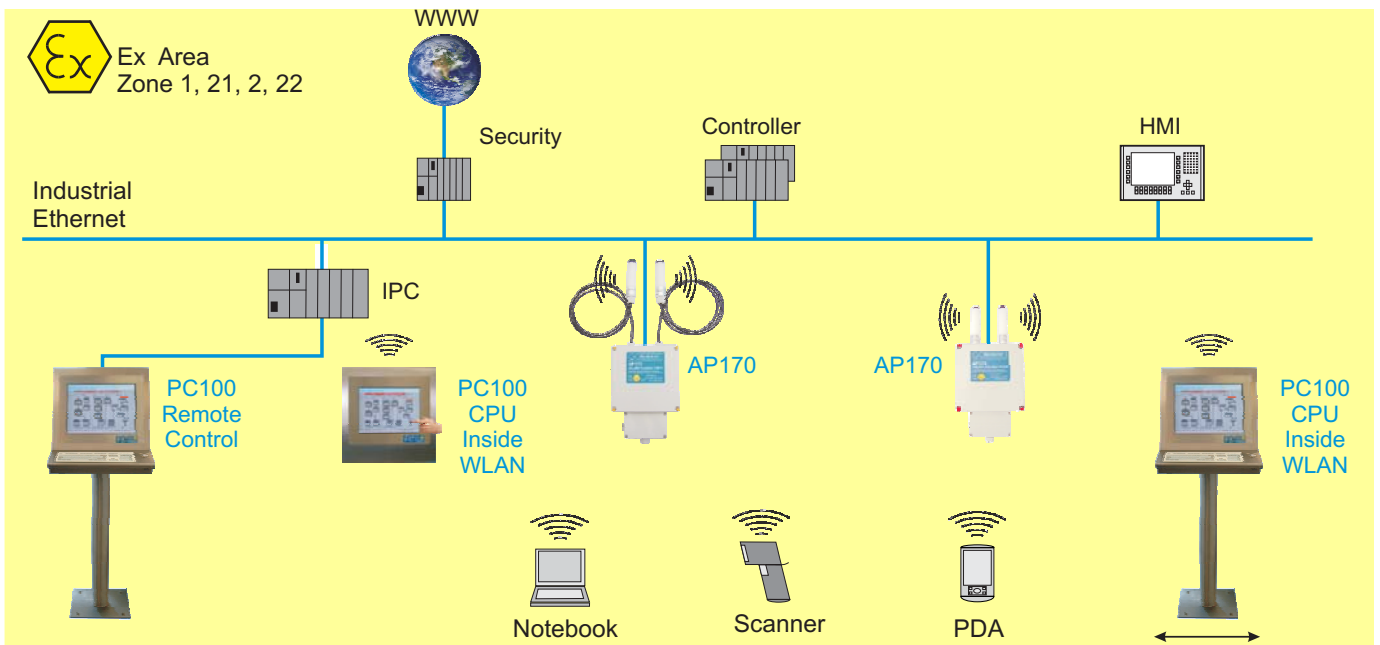 WWW
Ex
Ex Area
Zone 1, 21, 2, 22
Security
Controller
HMI
Industrial
Ethernet
IPC
AP170
AP170
PC100
Remote
Control
PC100
CPU
Inside
WLAN
PC100
CPU
Inside
WLAN
Notebook
Scanner
PDA